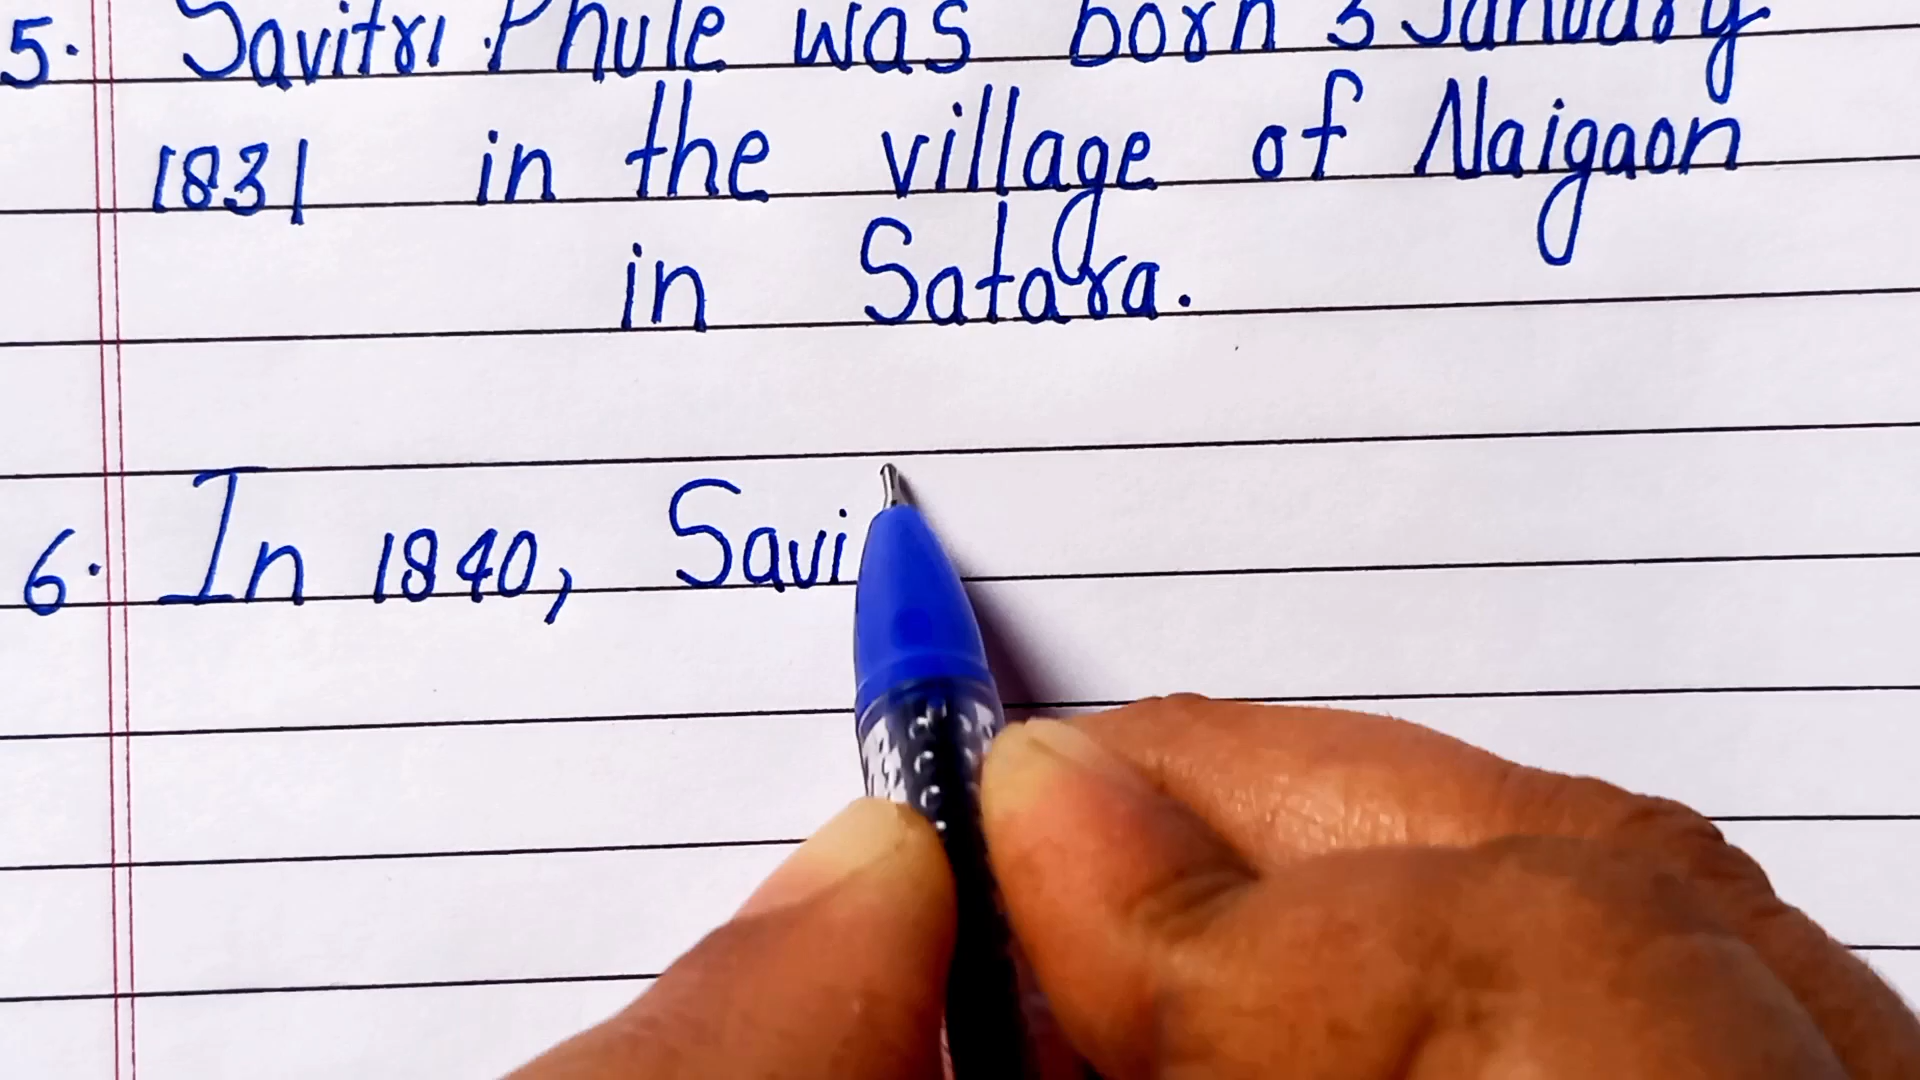 5. Savitri Phule was born 3 January
1831 in the village of Naigaon
in Satara.
6. In 1840, Savi